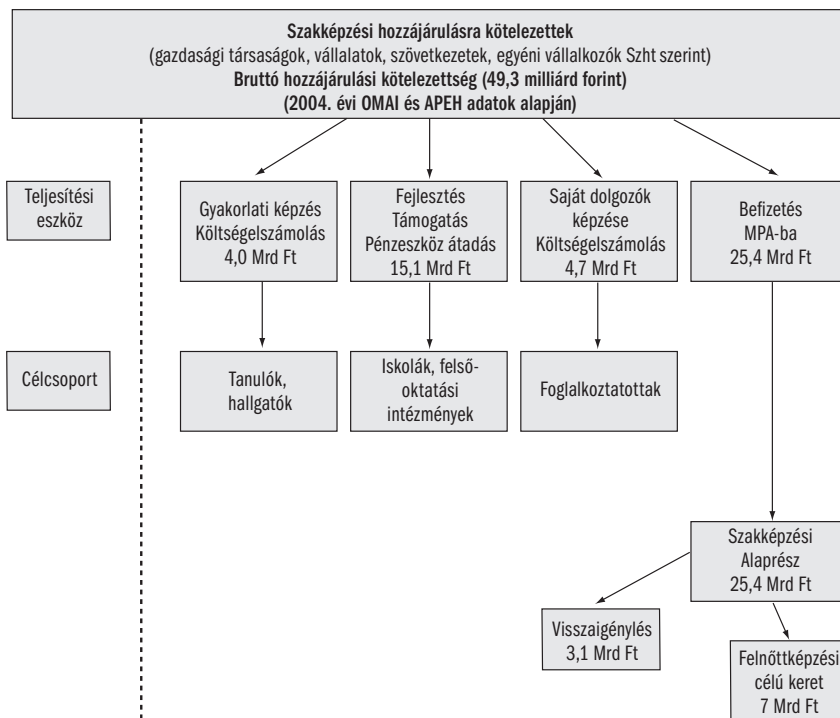 Szakképzési hozzájárulásra kötelezettek
(gazdasági társaságok, vállalatok, szövetkezetek, egyéni vállalkozók Szht szerint)
Bruttó hozzájárulási kötelezettség (49,3 milliárd forint)
(2004. évi OMAI és APEH adatok alapján)
Teljesítési
eszköz
Gyakorlati képzés
Költségelszámolás
4,0 Mrd Ft
Fejlesztés
Támogatás
Pénzeszköz átadás
15,1 Mrd Ft
Saját dolgozók
képzése
Költségelszámolás
4,7 Mrd Ft
Befizetés
MPA-ba
25,4 Mrd Ft
Célcsoport
Tanulók,
hallgatók
Iskolák, felső-
oktatási
intézmények
Foglalkoztatottak
Szakképzési
Alaprész
25,4 Mrd Ft
Visszaigénylés
3,1 Mrd Ft
Felnőttképzési
célú keret
7 Mrd Ft